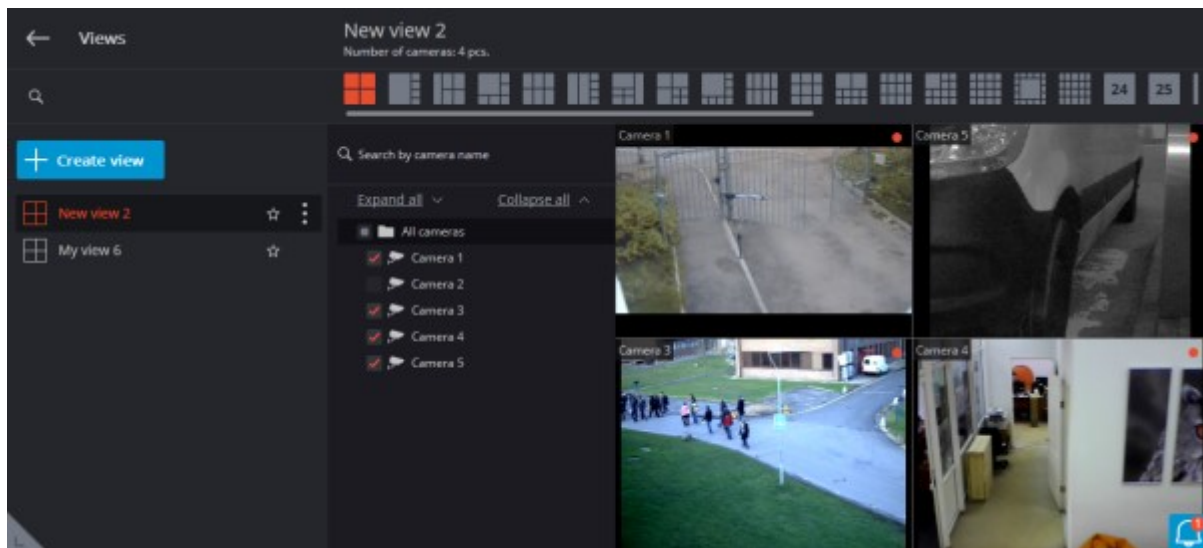 Views
New view 2
Number of cameras: 4 pcs.
24 25
Create view
New view 2
My view 6
Search by camera name
Expand all Collapse all
All cameras
Camera 1
Camera 2
Camera 3
Camera 4
Camera 5
Camera 1
Camera 5
Camera 3
Camera 4
1